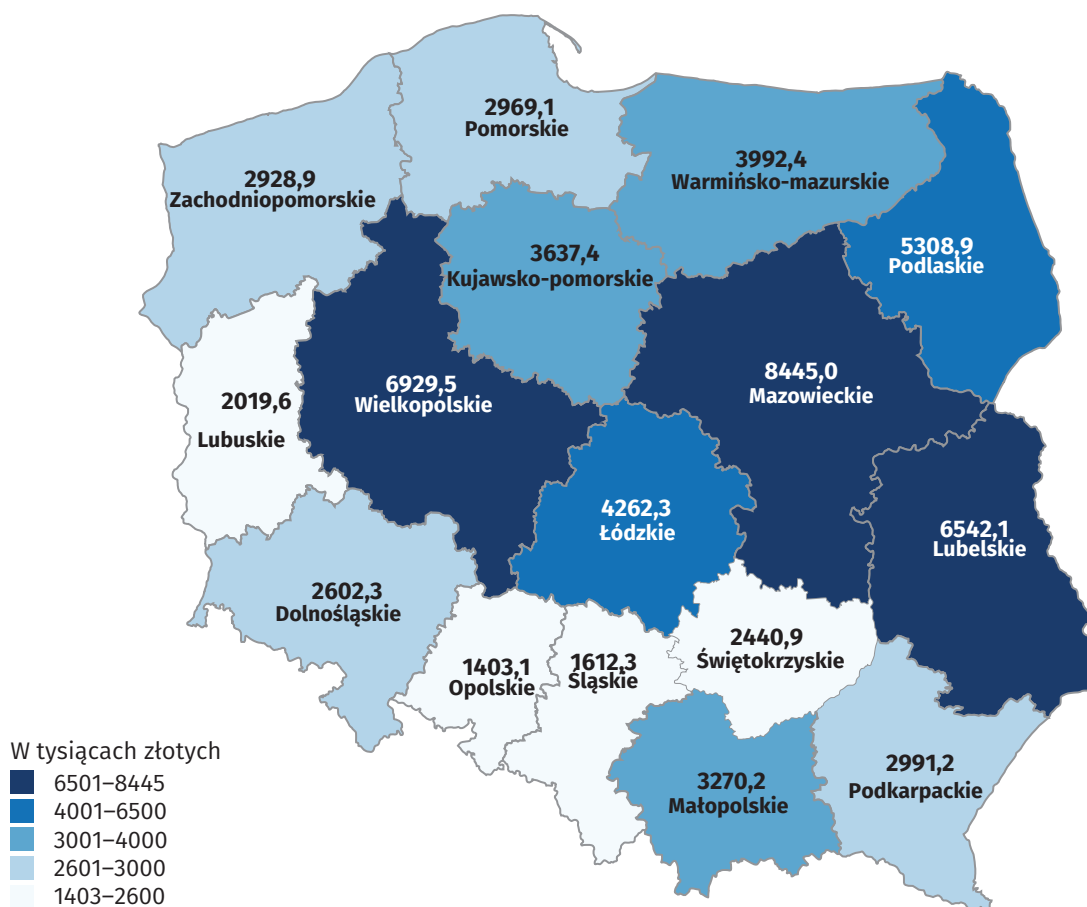 2969,1
Pomorskie
3992,4
Warmińsko-mazurskie
2928,9
Zachodniopomorskie
5308,9
Podlaskie
3637,4
Kujawsko-pomorskie
8445,0
Mazowieckie
6929,5
Wielkopolskie
2019,6
Lubuskie
4262,3
Łódzkie
6542,1
Lubelskie
2602,3
Dolnośląskie
2440,9
Świętokrzyskie
1403,1
Opolskie
1612,3
Śląskie
2991,2
Podkarpackie
3270,2
Małopolskie
W tysiącach złotych
6501–8445
4001–6500
3001–4000
2601–3000
1403–2600